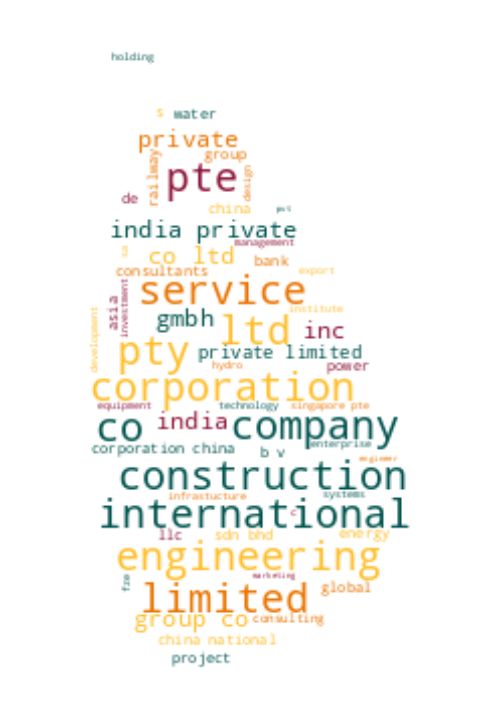 holding
s water
private
railway
group
pte
design
de
china
pvt
india private
management
co ltd
bank
consultants
export
service
asia
investment
institute
gmbh
ltd
inc
development
pty
private limited
hydro
power
corporation
equipment
technology
singapore pte
co
india
company
corporation china
b v
enterprise
engineer
construction
infrastucture
systems
international
c
llc
sdn bhd
energy
engineering
marketing
fze
limited
global
group co
consulting
china national
project